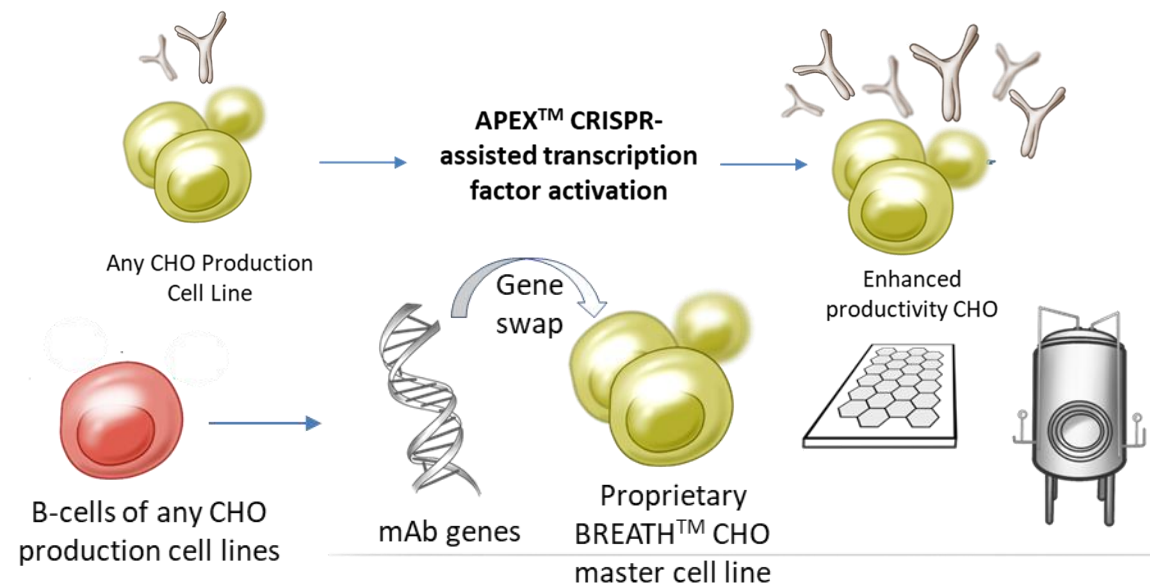 APEX™ CRISPR-
assisted transcription
factor activation
Any CHO Production
Cell Line
Enhanced
productivity CHO
Gene
swap
B-cells of any CHO
production cell lines
mAb genes
Proprietary
BREATH™ CHO
master cell line